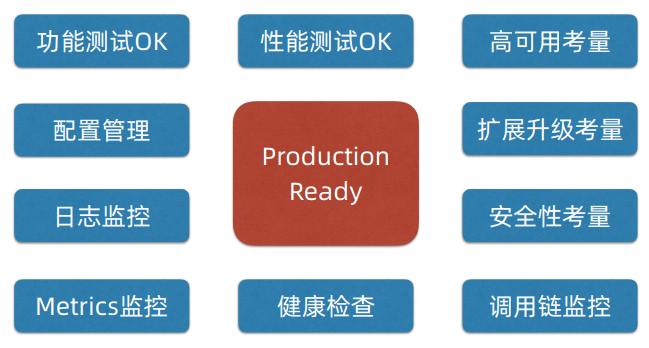 功能测试OK
性能测试OK
高可用考量
配置管理
Production
Ready
扩展升级考量
日志监控
安全性考量
Metrics监控
健康检查
调用链监控